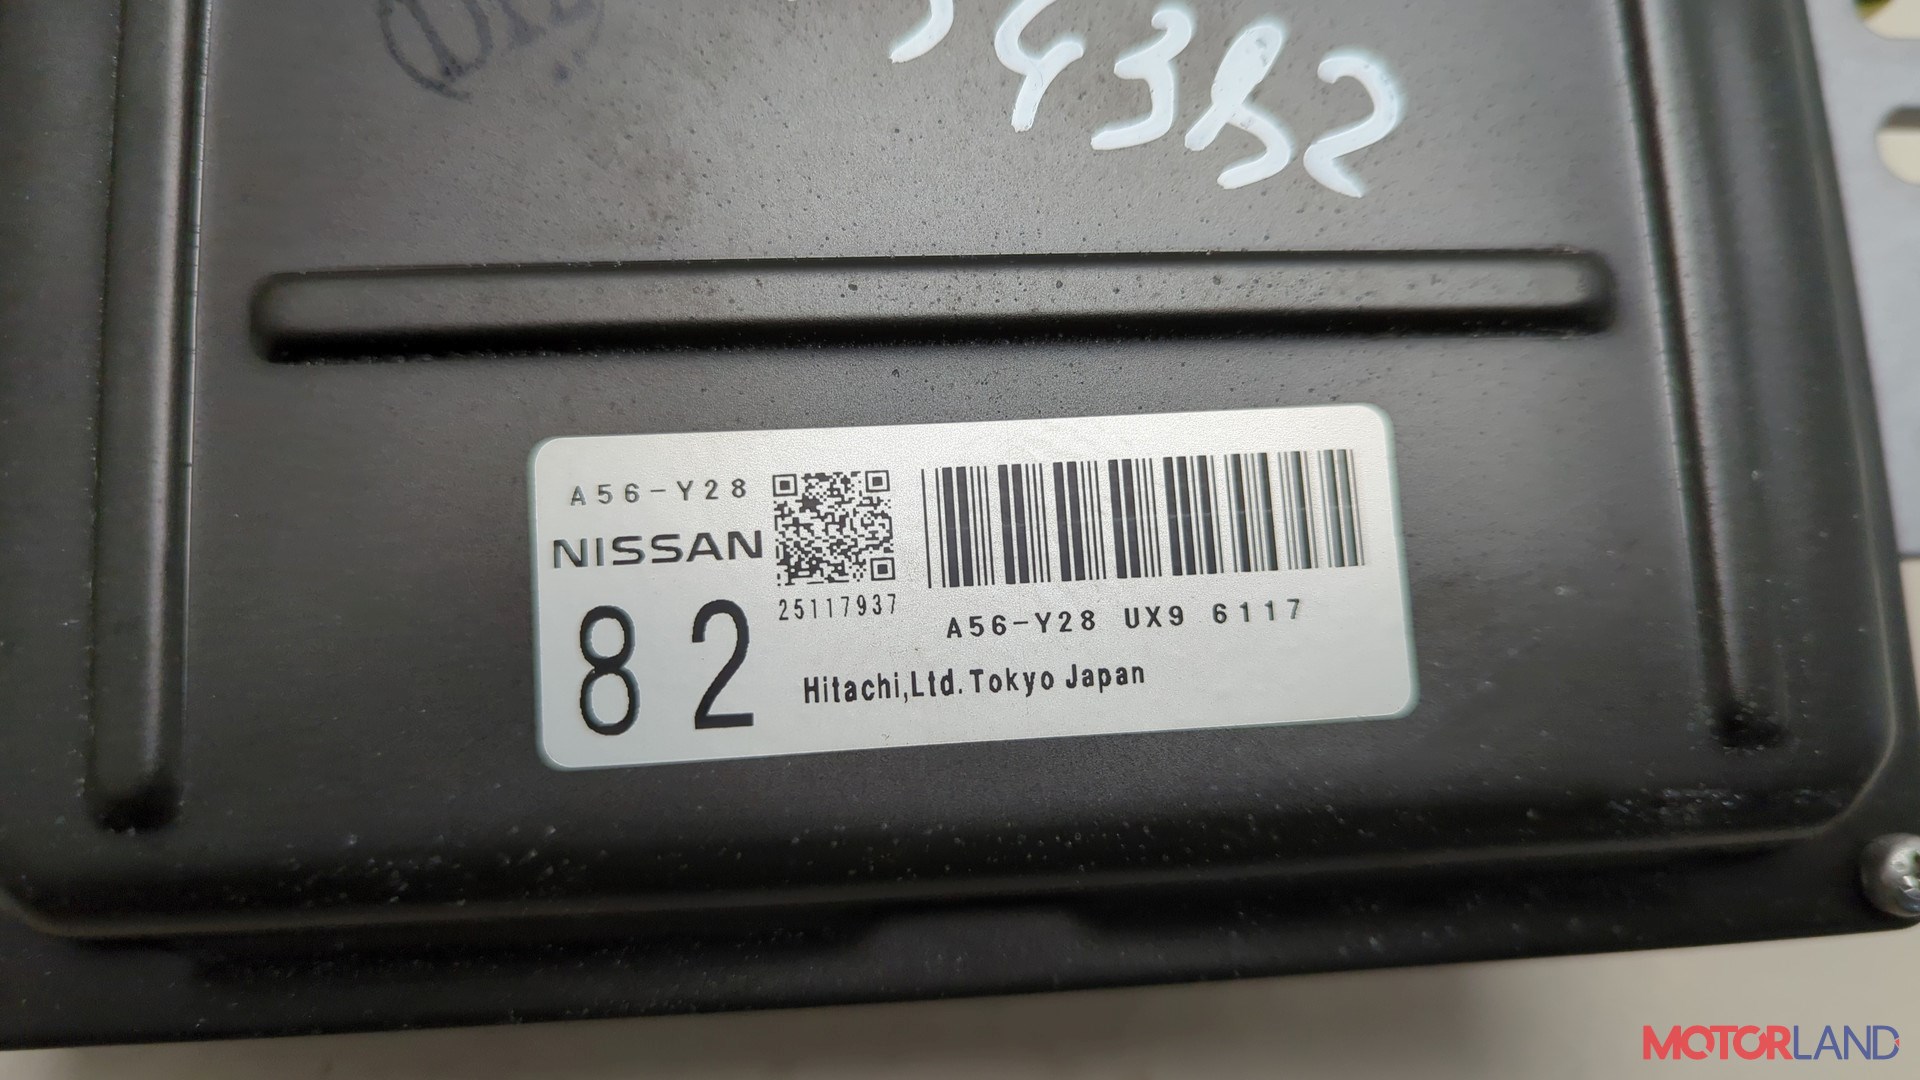 A56-Y28
NISSAN
82
25117937
A56-Y28 UX9 6117
Hitachi,Ltd.Tokyo Japan
MOTORLAND